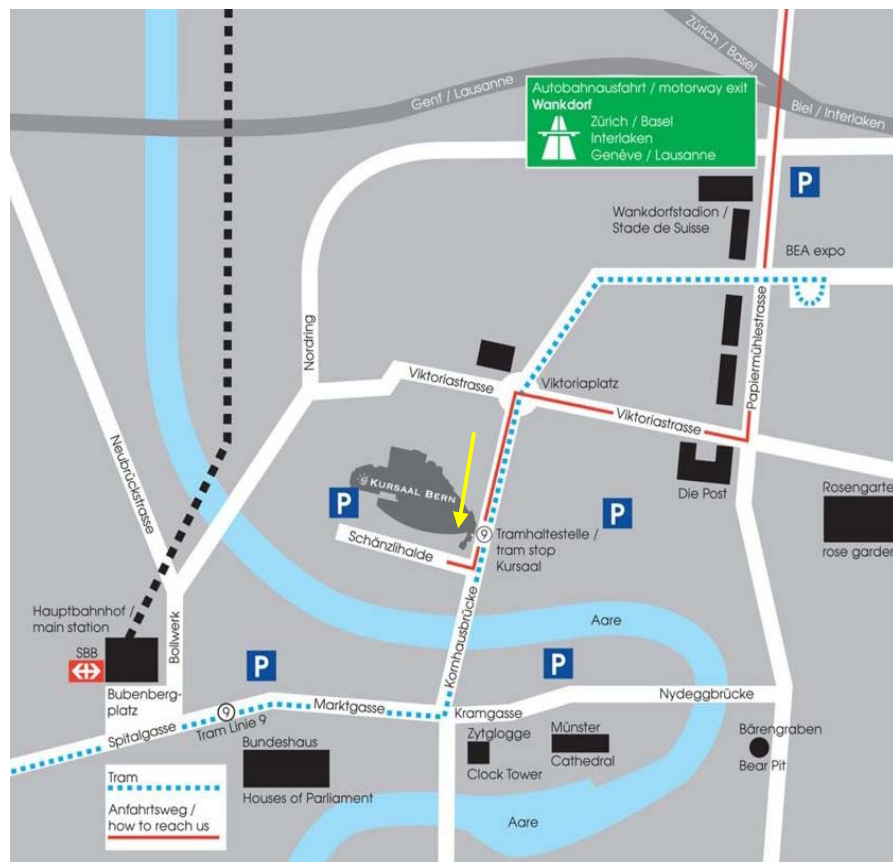 Zürich / Basel
Genf / Lausanne
Biel / Interlaken
Autobahnausfahrt / motorway exit
Wankdorf
Zürich / Basel
Interlaken
Genêve / Lausanne
P
Wankdorfstadion /
Stade de Suisse
BEA expo
Nordring
Papiermühlestrasse
Viktoriastrasse
Viktoriaplatz
Viktoriastrasse
Neubrückstrasse
KURSAAL BERN
P
P
Die Post
Rosengarte
rose garden
Schänzlihalde
9
Tramhaltestelle /
tram stop
Kursaal
Hauptbahnhof /
main station
SBB
Bollwerk
Kornhausbrücke
Aare
P
P
Bubenberg-
platz
Spitalgasse
9
Tram Linie 9
Marktgasse
Kramgasse
Nydeggbrücke
Bundeshaus
Houses of Parliament
Zytglogge
Clock Tower
Münster
Cathedral
Bärengraben
Bear Pit
Tram
Anfahrtsweg /
how to reach us
Aare